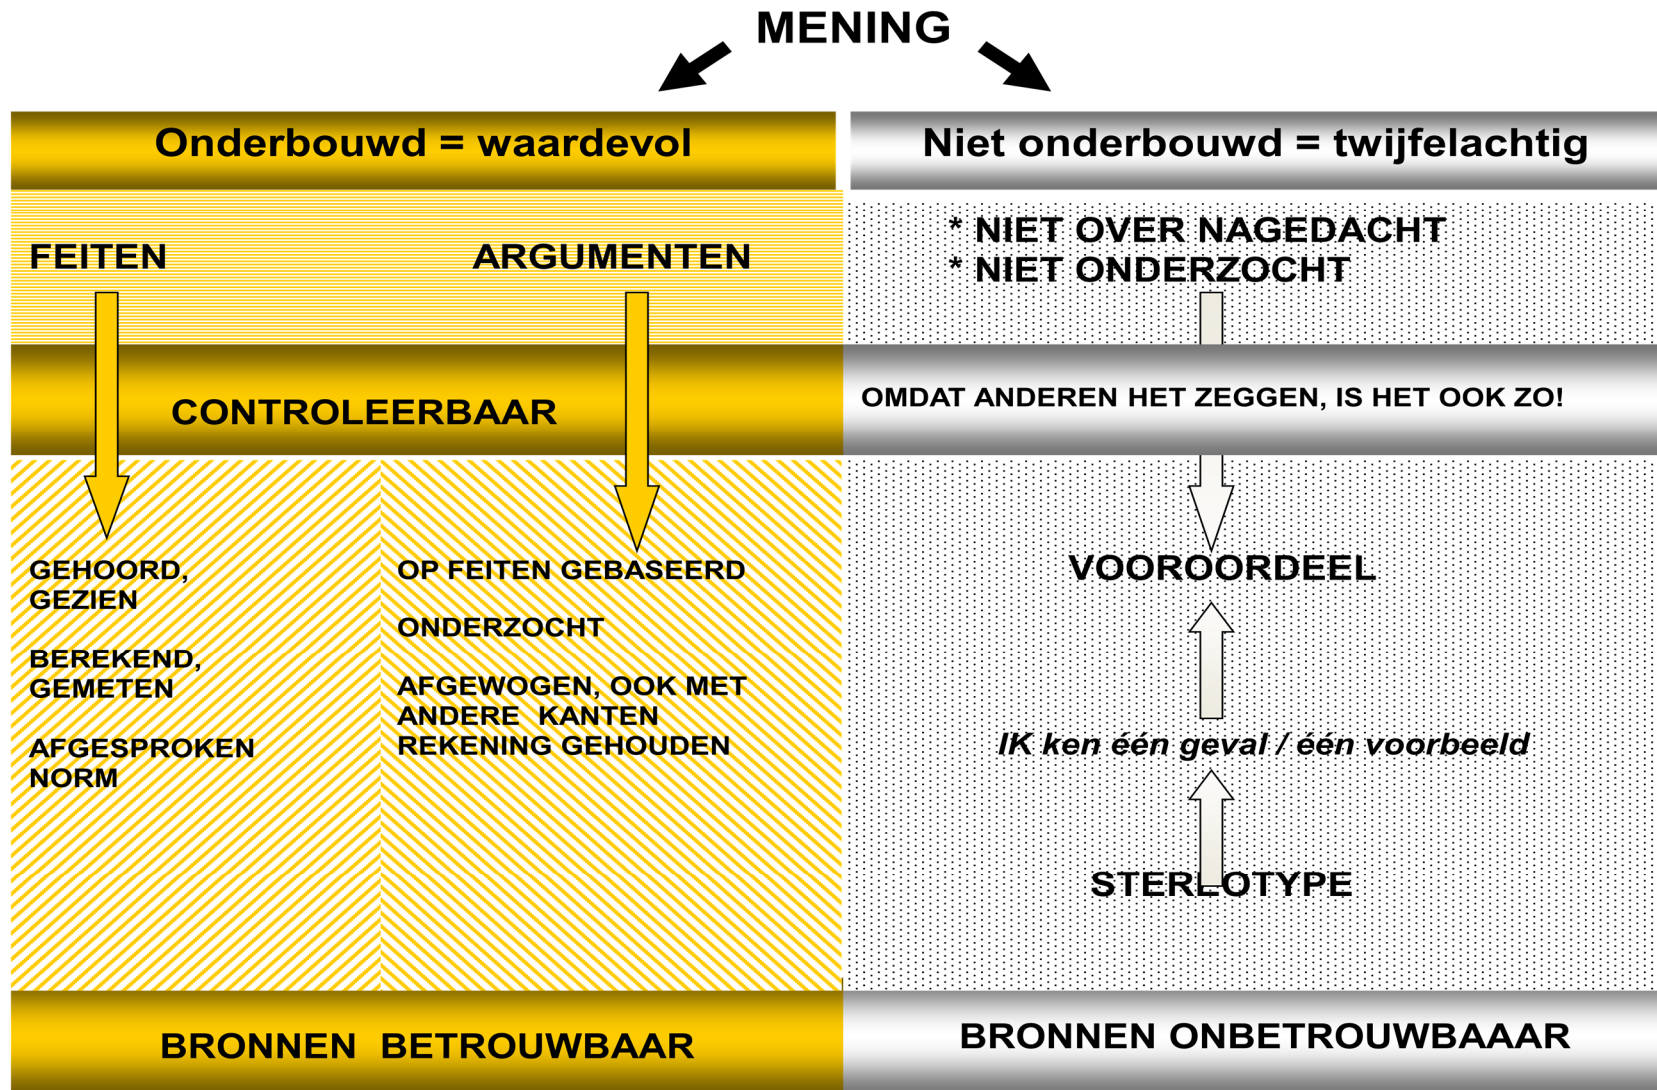 MENING
Onderbouwd = waardevol
Niet onderbouwd = twijfelachtig
FEITEN
ARGUMENTEN
* NIET OVER NAGEDACHT
* NIET ONDERZOCHT
CONTROLEERBAAR
OMDAT ANDEREN HET ZEGGEN, IS HET OOK ZO!
GEHOORD,
GEZIEN
BEREKEND,
GEMETEN
AFGESPROKEN
NORM
OP FEITEN GEBASEERD
ONDERZOCHT
AFGEWOGEN, OOK MET
ANDERE KANTEN
REKENING GEHOUDEN
VOOROORDEEL
IK ken één geval / één voorbeeld
STEREOTYPE
BRONNEN BETROUWBAAR
BRONNEN ONBETROUWBAAAR